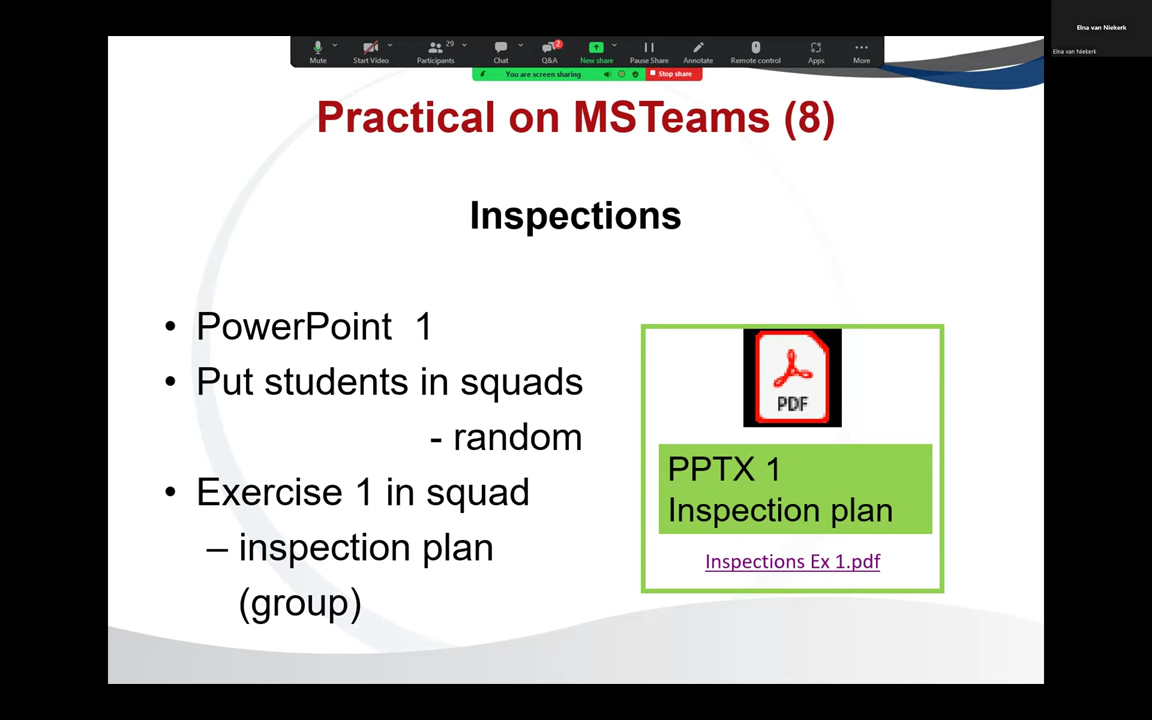 Elna van Niekerk
Elna van Niekerk
29
2
Mute
Start Video
Participants
Chat
Q&A
New share
Pause Share
Annotate
Remote control
Apps
More
You are screen sharing
Stop share
Practical on MSTeams (8)
Inspections
• PowerPoint 1
• Put students in squads
- random
• Exercise 1 in squad
– inspection plan
(group)
PDF
PPTX 1
Inspection plan
Inspections Ex 1.pdf